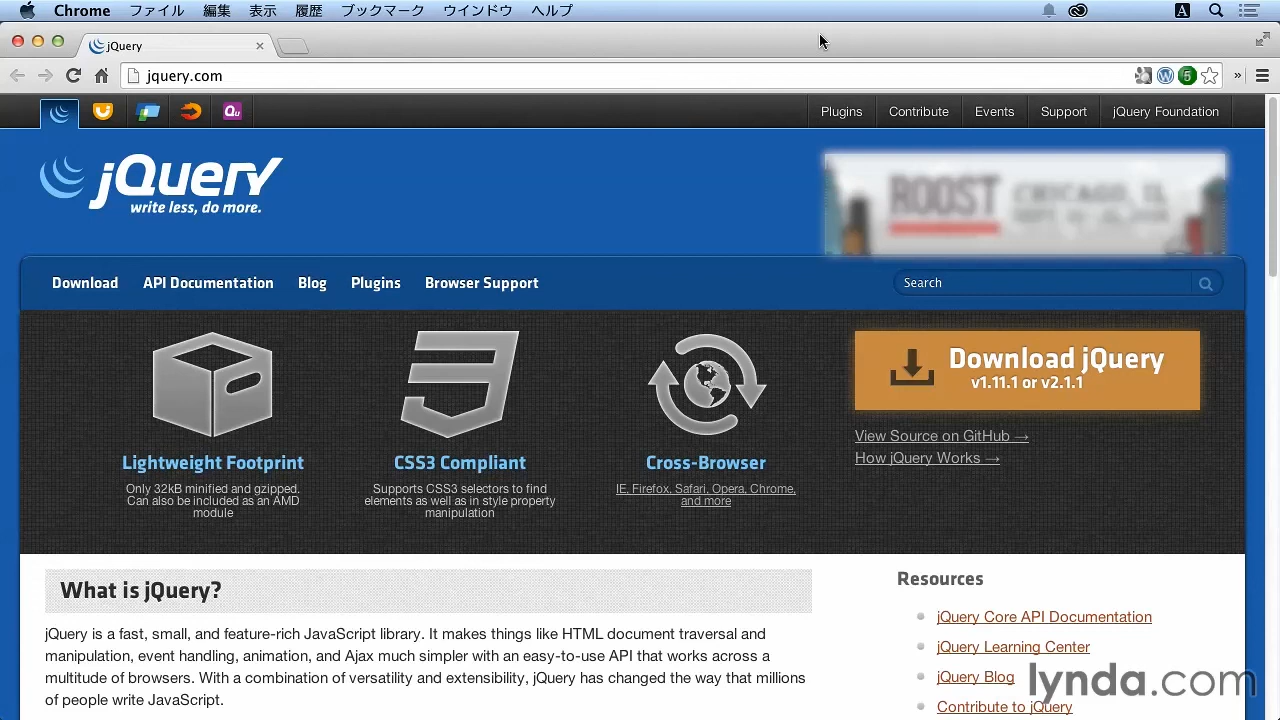 Chrome ファイル 編集 表示 履歴 ブックマーク ウインドウ ヘルプ A
jQuery
jquery.com
5
Qu
Plugins Contribute Events Support jQuery Foundation
jQuery
write less, do more.
ROOST CHICAGO, IL
Download API Documentation Blog Plugins Browser Support
Search
Download jQuery
v1.11.1 or v2.1.1
View Source on GitHub →
How jQuery Works →
Lightweight Footprint
Only 32kB minified and gzipped.
Can also be included as an AMD
module
CSS3 Compliant
Supports CSS3 selectors to find
elements as well as in style property
manipulation
Cross-Browser
IE, Firefox, Safari, Opera, Chrome,
and more
What is jQuery?
jQuery is a fast, small, and feature-rich JavaScript library. It makes things like HTML document traversal and
manipulation, event handling, animation, and Ajax much simpler with an easy-to-use API that works across a
multitude of browsers. With a combination of versatility and extensibility, jQuery has changed the way that millions
of people write JavaScript.
Resources
jQuery Core API Documentation
jQuery Learning Center
jQuery Blog
Contribute to jQuery
lynda.com